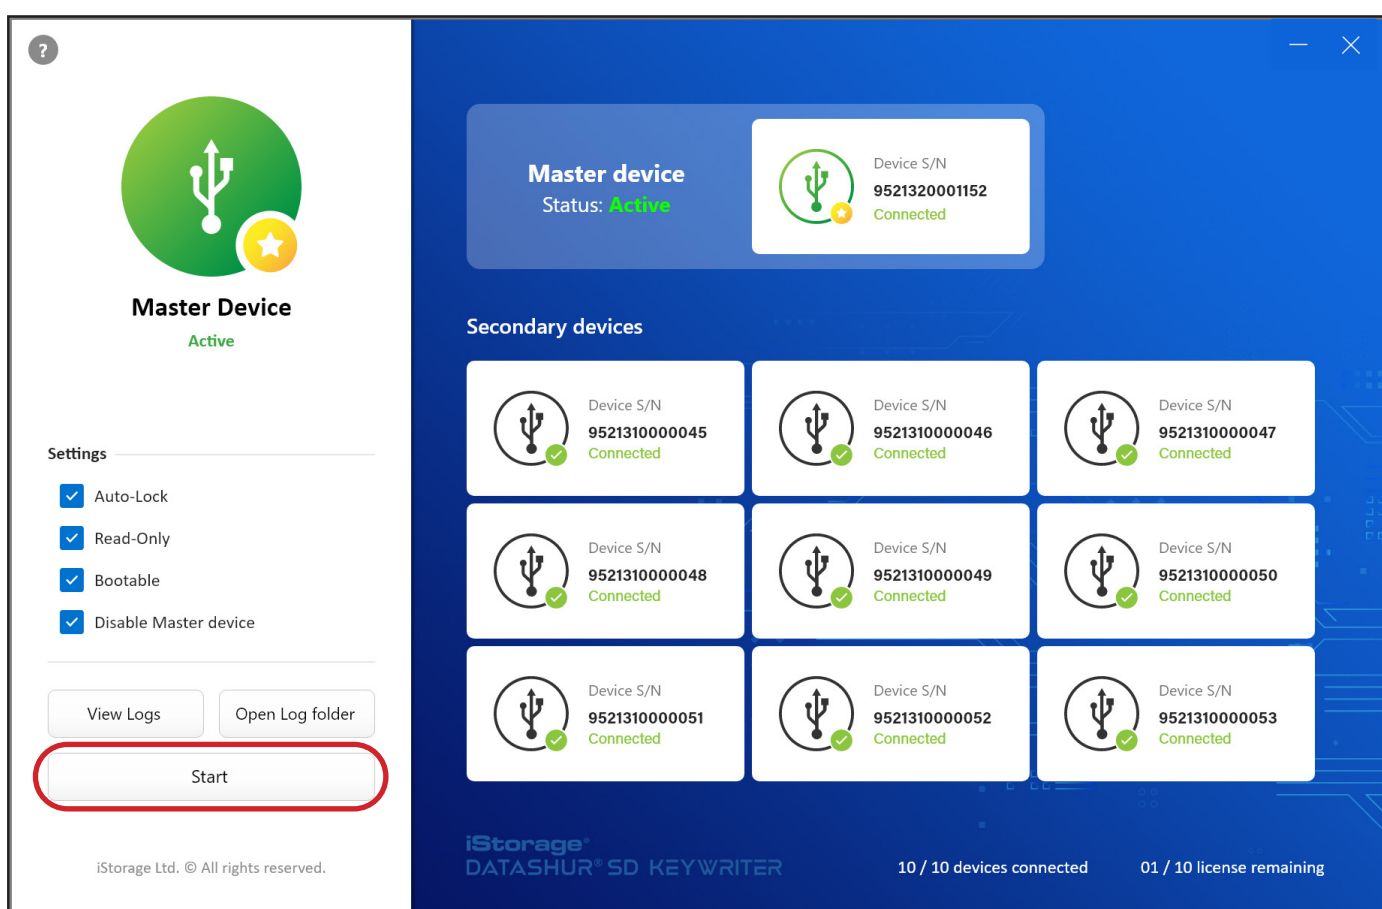 ?
Master Device
Active
Settings
Auto-Lock
Read-Only
Bootable
Disable Master device
View Logs
Open Log folder
Start
iStorage Ltd. © All rights reserved.
Master device
Status: Active
Device S/N
9521320001152
Connected
Secondary devices
Device S/N
9521310000045
Connected
Device S/N
9521310000046
Connected
Device S/N
9521310000047
Connected
Device S/N
9521310000048
Connected
Device S/N
9521310000049
Connected
Device S/N
9521310000050
Connected
Device S/N
9521310000051
Connected
Device S/N
9521310000052
Connected
Device S/N
9521310000053
Connected
iStorage®
DATASHUR® SD KEYWRITER
10 / 10 devices connected
01 / 10 license remaining